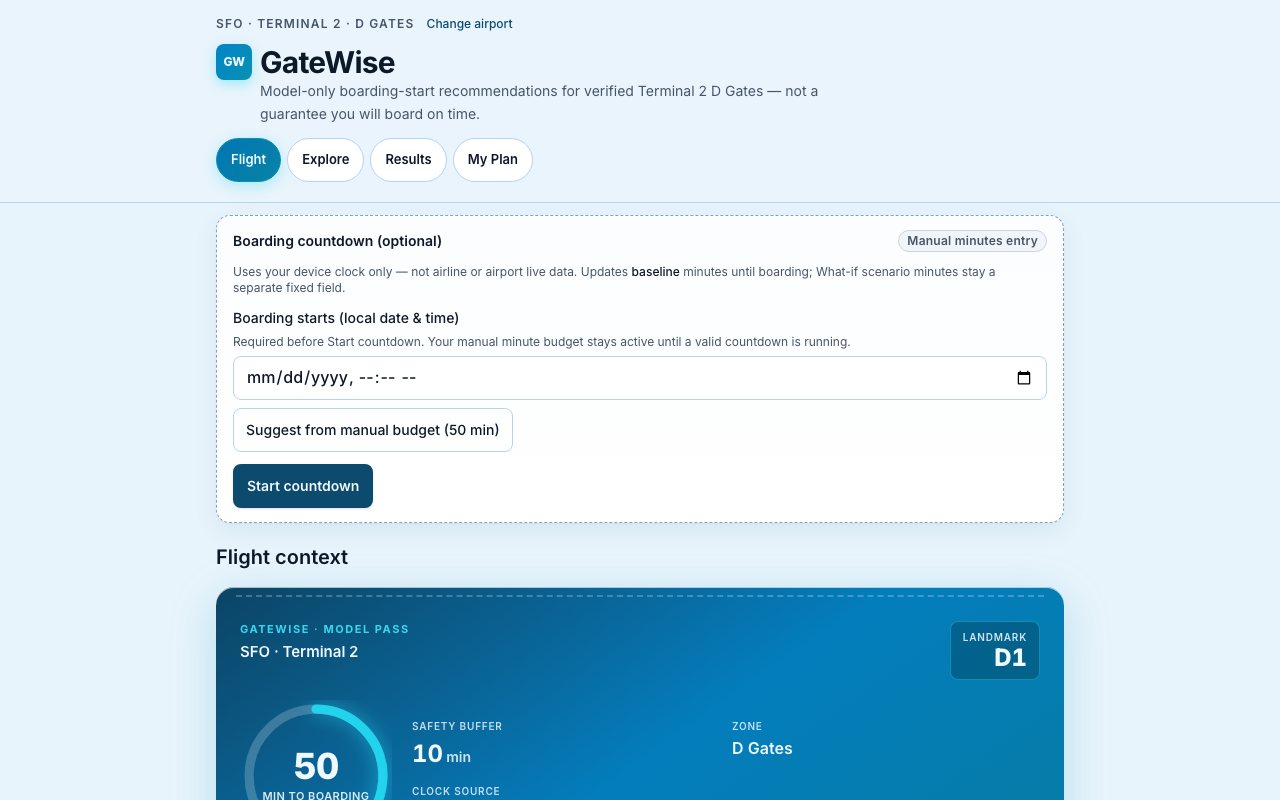 SFO · TERMINAL 2 · D GATES Change airport
GW GateWise
Model-only boarding-start recommendations for verified Terminal 2 D Gates — not a
guarantee you will board on time.
Flight Explore Results My Plan
Boarding countdown (optional) Manual minutes entry
Uses your device clock only — not airline or airport live data. Updates baseline minutes until boarding; What-if scenario minutes stay a
separate fixed field.
Boarding starts (local date & time)
Required before Start countdown. Your manual minute budget stays active until a valid countdown is running.
mm/dd/yyyy, --:-- --
Suggest from manual budget (50 min)
Start countdown
Flight context
GATEWISE · MODEL PASS
SFO · Terminal 2
LANDMARK
D1
50
MIN TO BOARDING
SAFETY BUFFER
10 min
ZONE
D Gates
CLOCK SOURCE